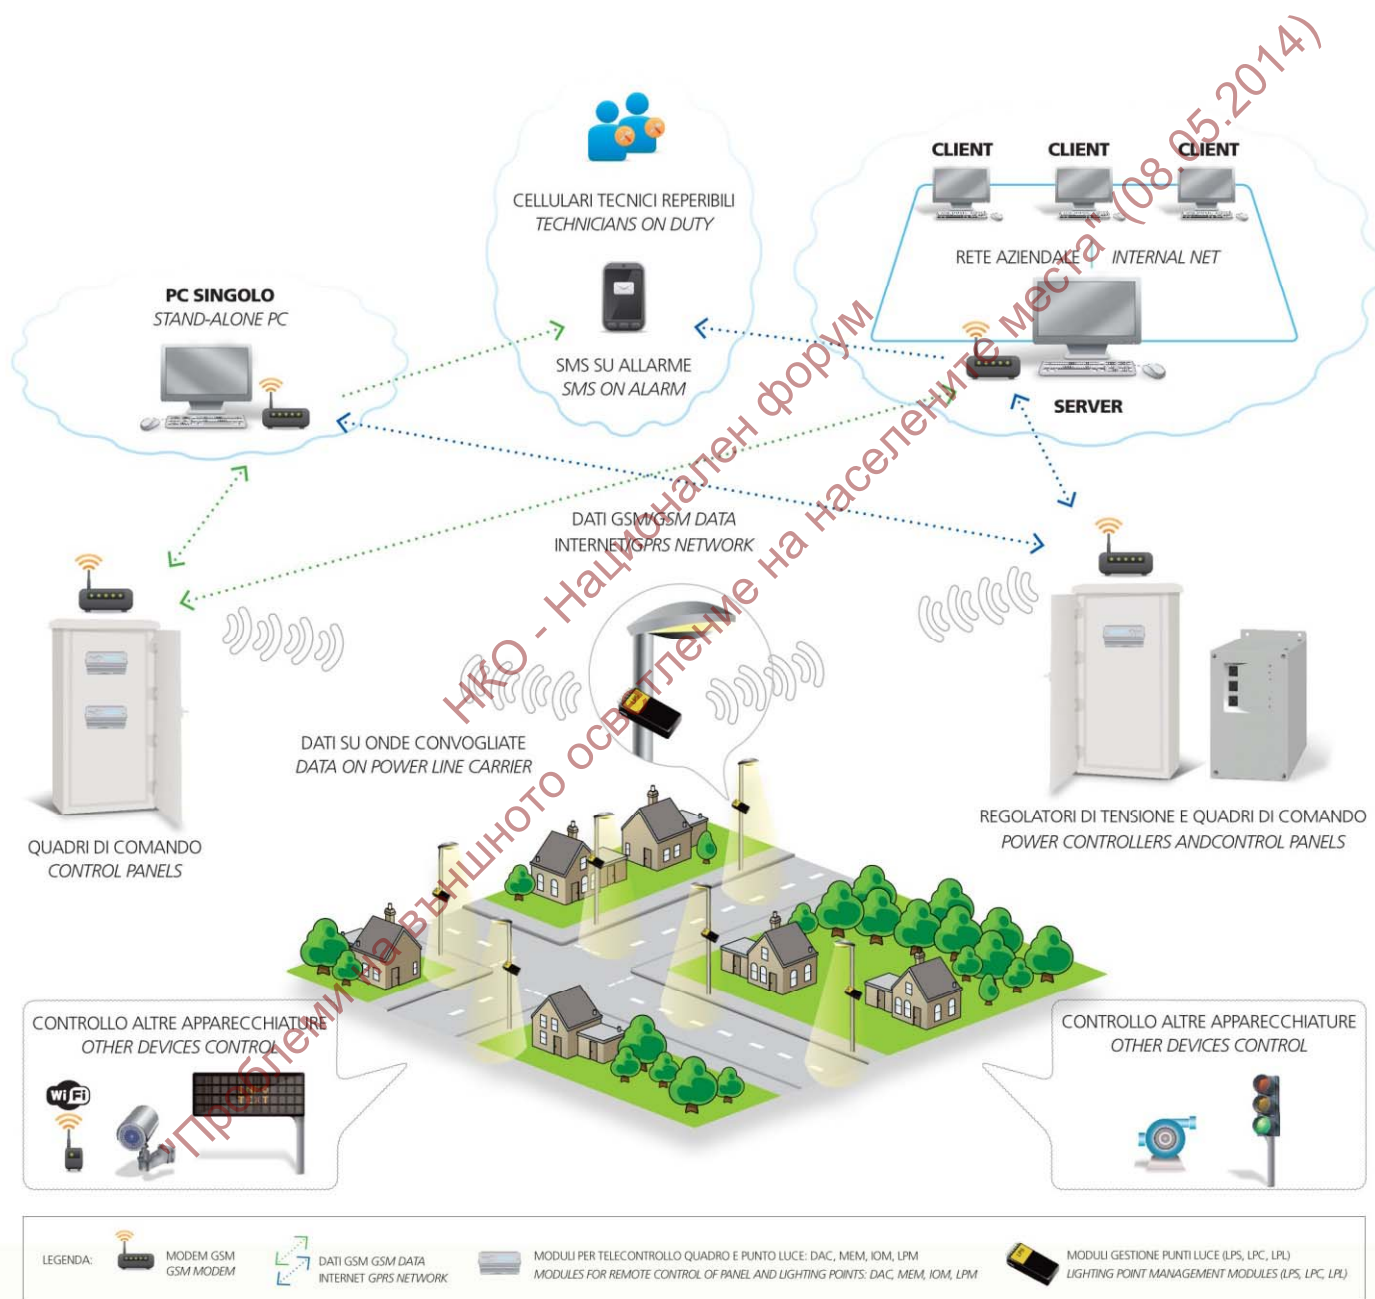 CLIENT
CLIENT
CLIENT
RETE AZIENDALE INTERNAL NET
SERVER
CELLULARI TECNICI REPERIBILI
TECHNICIANS ON DUTY
SMS SU ALLARME
SMS ON ALARM
PC SINGOLO
STAND-ALONE PC
DATI GSM/GSM DATA
INTERNET/GPRS NETWORK
DATI SU ONDE CONVOGLIATE
DATA ON POWER LINE CARRIER
QUADRI DI COMANDO
CONTROL PANELS
REGOLATORI DI TENSIONE E QUADRI DI COMANDO
POWER CONTROLLERS ANDCONTROL PANELS
CONTROLLO ALTRE APPARECCHIATURE
OTHER DEVICES CONTROL
WiFi
INFO
TEXT
CONTROLLO ALTRE APPARECCHIATURE
OTHER DEVICES CONTROL
LEGENDA:
MODEM GSM
GSM MODEM
DATI GSM GSM DATA
INTERNET GPRS NETWORK
MODULI PER TELECONTROLLO QUADRO E PUNTO LUCE: DAC, MEM, IOM, LPM
MODULES FOR REMOTE CONTROL OF PANEL AND LIGHTING POINTS: DAC, MEM, IOM, LPM
LPS
MODULI GESTIONE PUNTI LUCE (LPS, LPC, LPL)
LIGHTING POINT MANAGEMENT MODULES (LPS, LPC, LPL)
НКО - Национален форум
"Проблеми на външното осветление на населените места" (08.05.2014)